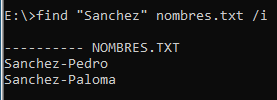 E:\>find "Sanchez" nombres.txt /i

---------- NOMBRES.TXT
Sanchez-Pedro
Sanchez-Paloma